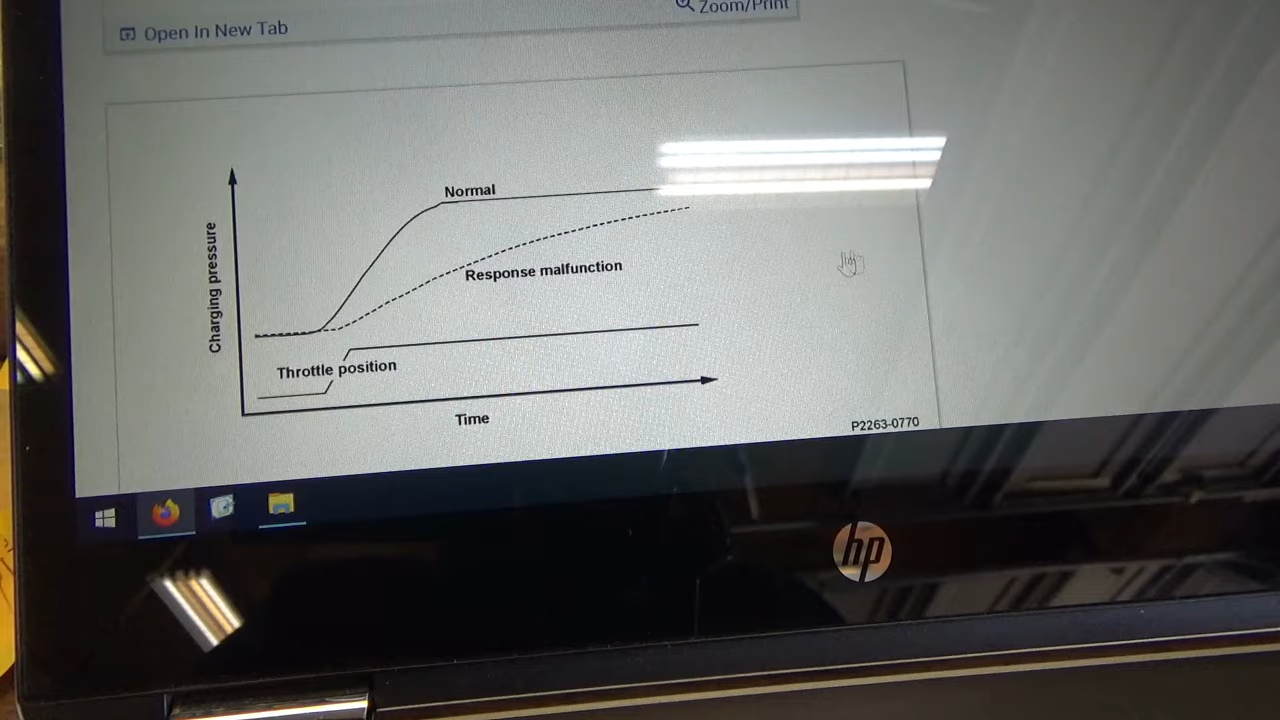 Zoom/Print
Open In New Tab
Normal
Charging pressure
Response malfunction
Throttle position
Time
P2263-0770
hp